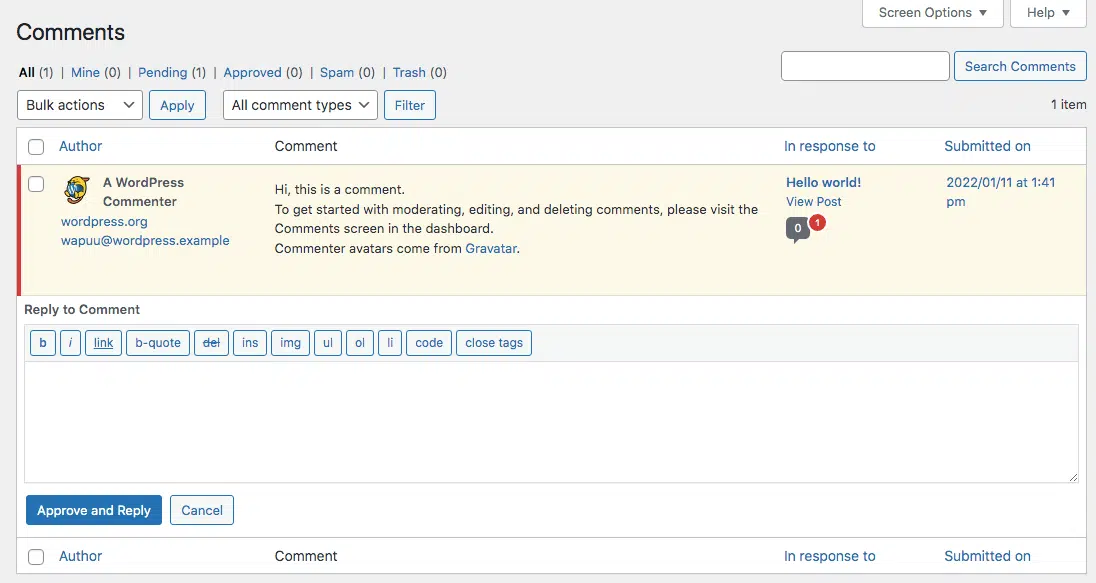 Screen Options ▼ Help ▼
Comments
All (1) | Mine (0) | Pending (1) | Approved (0) | Spam (0) | Trash (0)
Search Comments
Bulk actions Apply All comment types Filter 1 item
Author Comment In response to Submitted on
A WordPress
Commenter
wordpress.org
wapuu@wordpress.example
Hi, this is a comment.
To get started with moderating, editing, and deleting comments, please visit the
Comments screen in the dashboard.
Commenter avatars come from Gravatar.
Hello world!
View Post
0 1
2022/01/11 at 1:41
pm
Reply to Comment
b i link b-quote del ins img ul ol li code close tags
Approve and Reply Cancel
Author Comment In response to Submitted on